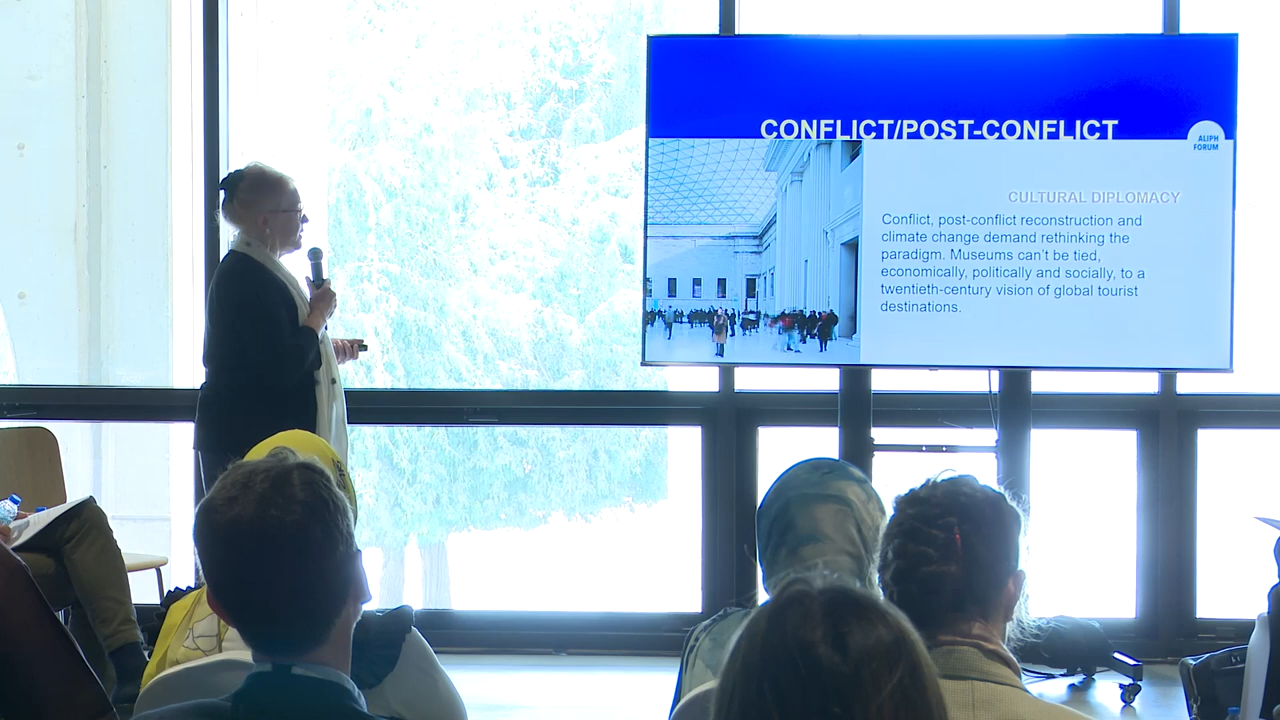 CONFLICT/POST-CONFLICT
ALIPH
FORUM
CULTURAL DIPLOMACY
Conflict, post-conflict reconstruction and
climate change demand rethinking the
paradigm. Museums can't be tied,
economically, politically and socially, to a
twentieth-century vision of global tourist
destinations.